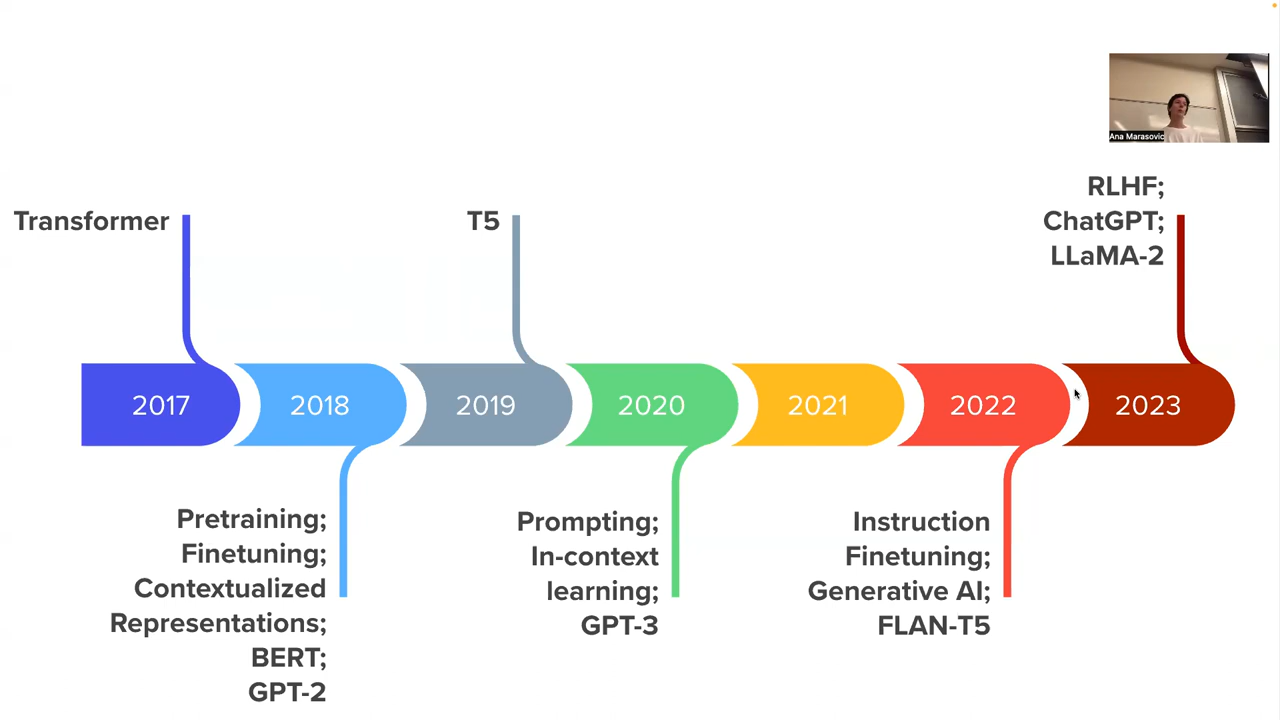 Ana Marasovic
RLHF;
ChatGPT;
LLaMA-2
Transformer
T5
2017
2018
2019
2020
2021
2022
2023
Pretraining;
Finetuning;
Contextualized
Representations;
BERT;
GPT-2
Prompting;
In-context
learning;
GPT-3
Instruction
Finetuning;
Generative AI;
FLAN-T5